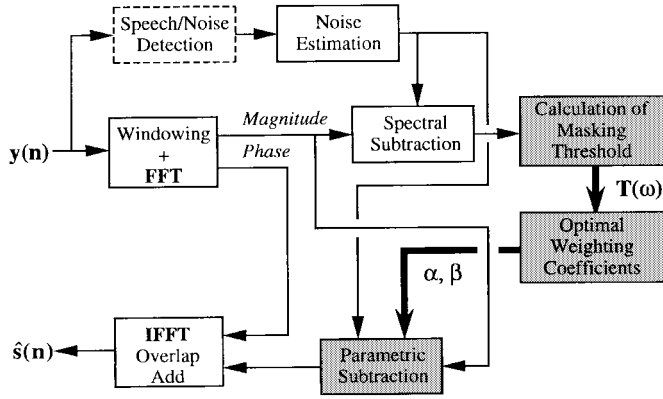 Speech/Noise
Detection
Noise
Estimation
y(n)
Windowing
+
FFT
Magnitude
Phase
Spectral
Subtraction
Calculation of
Masking
Threshold
T(ω)
Optimal
Weighting
Coefficients
α, β
ŝ(n)
IFFT
Overlap
Add
Parametric
Subtraction